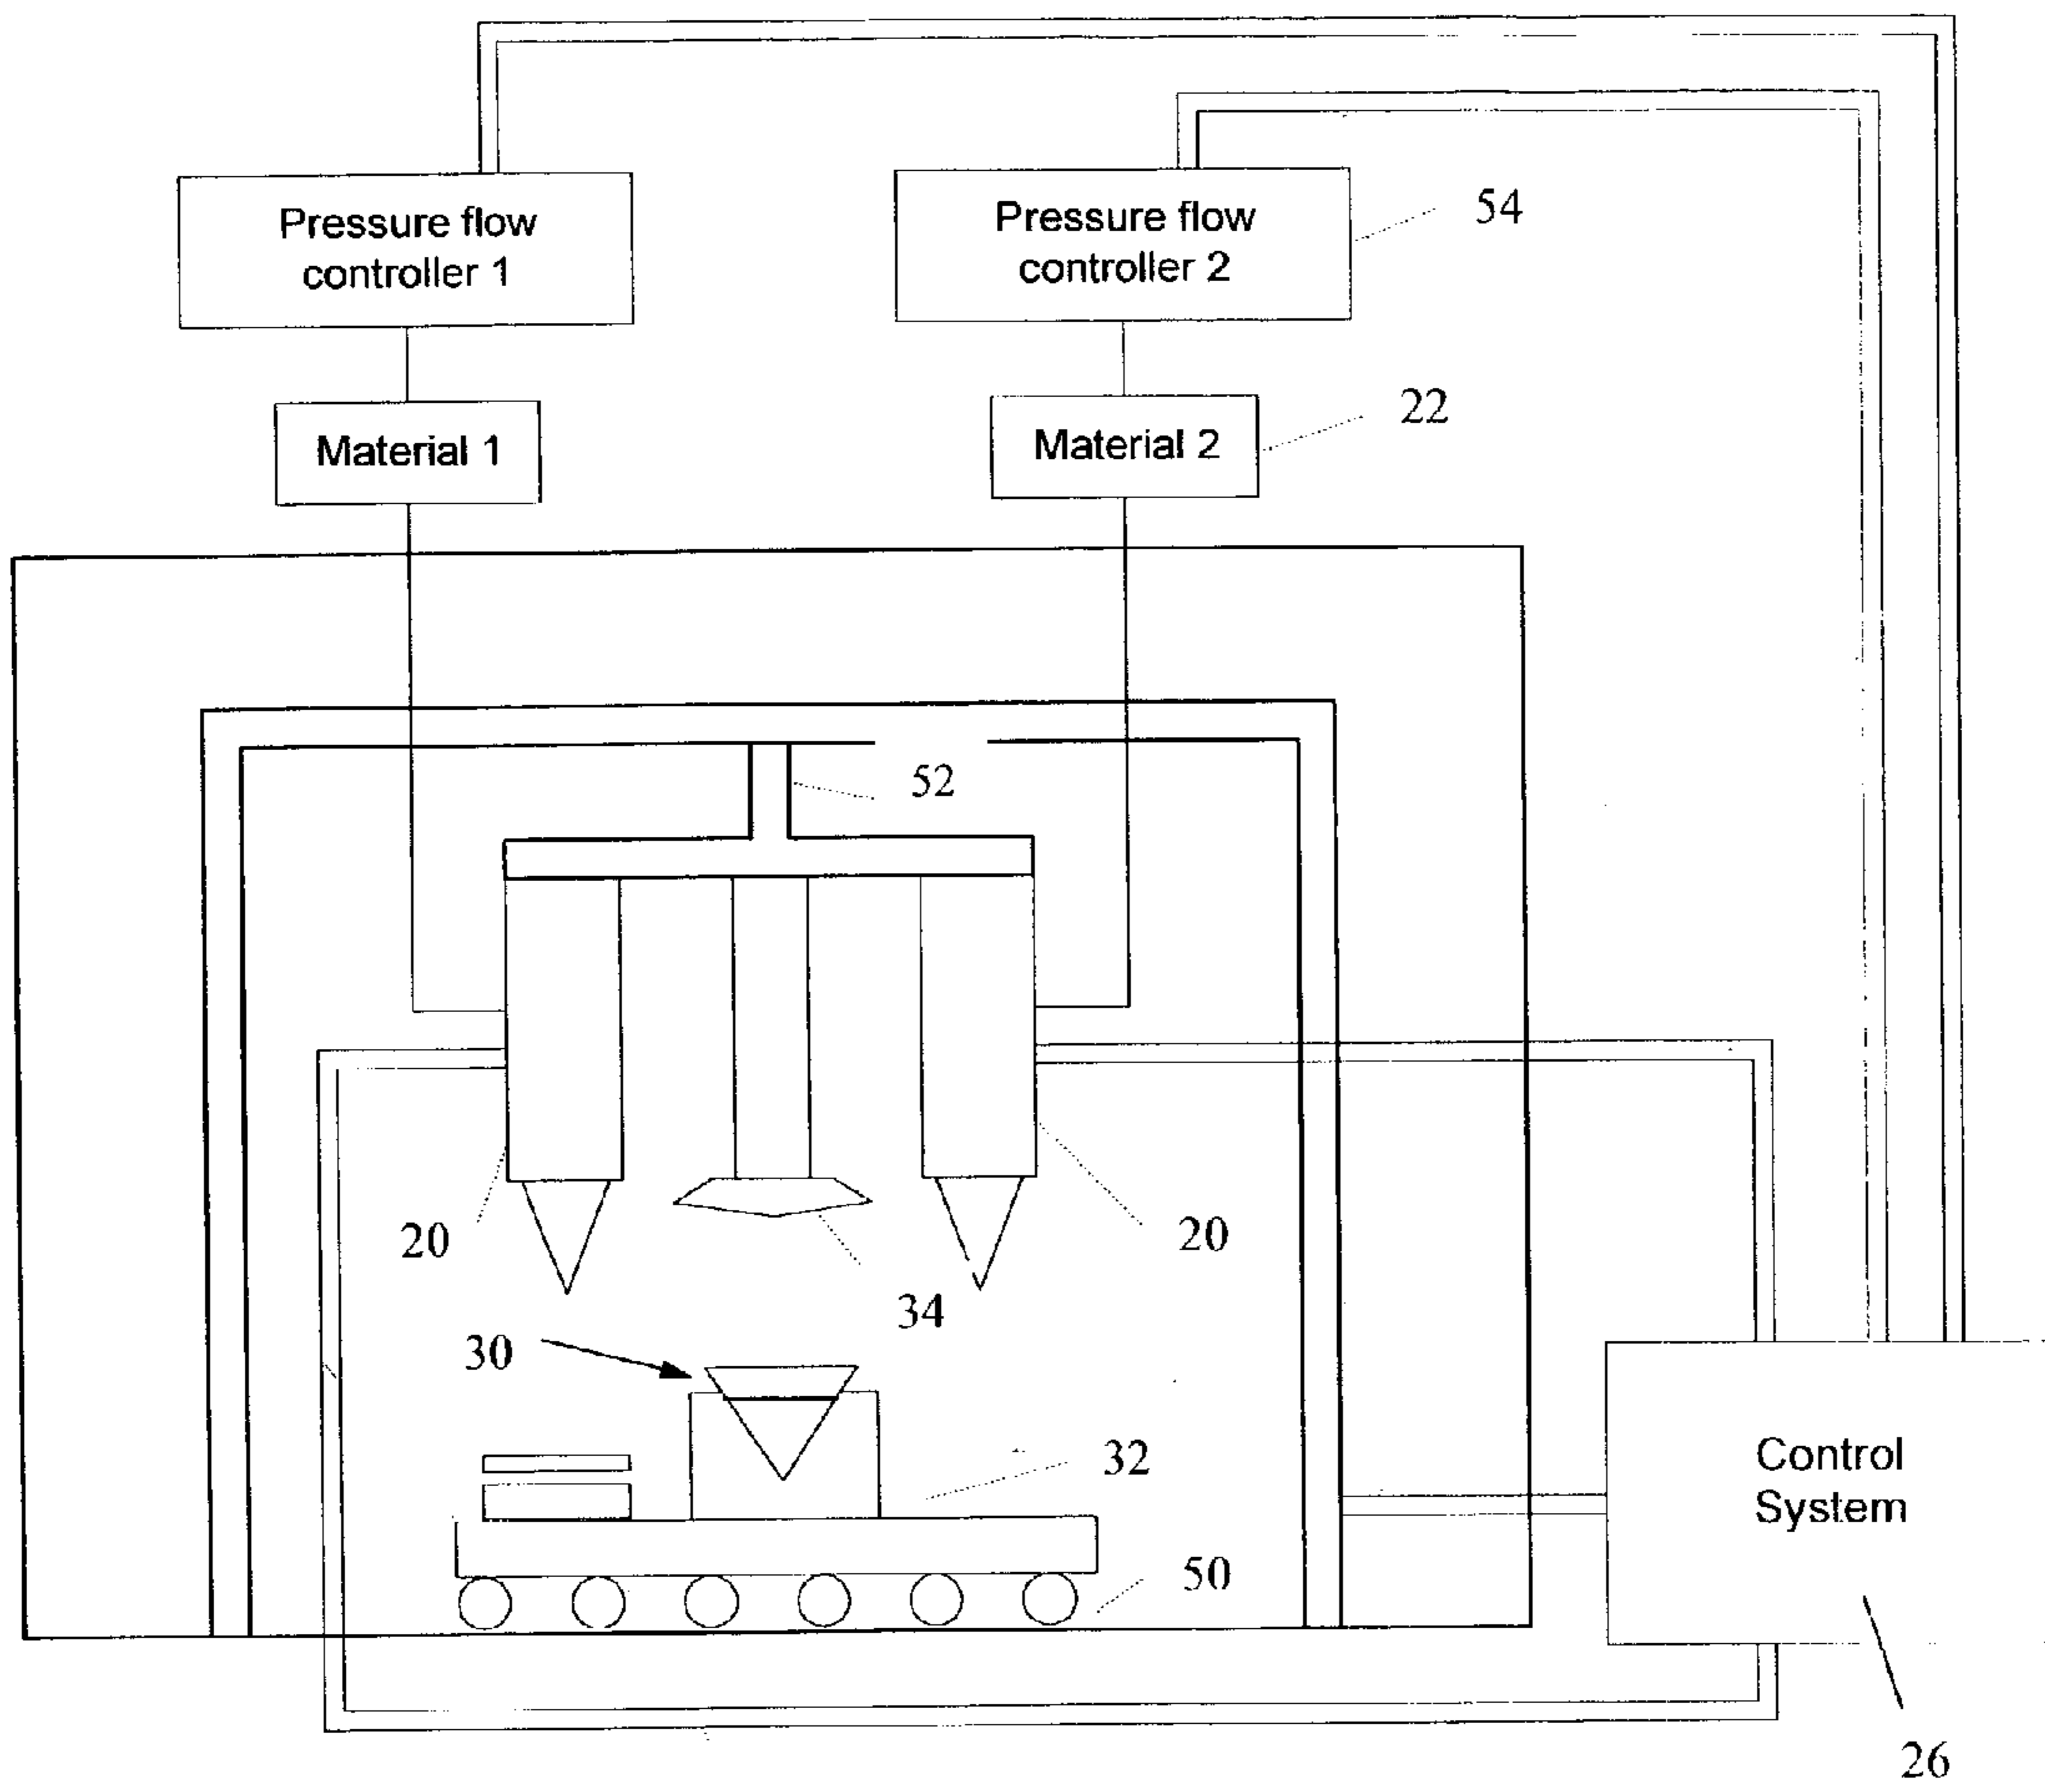 Pressure flow
controller 1
Pressure flow
controller 2
54
Material 1
Material 2
22
52
20
20
34
30
32
50
Control
System
26